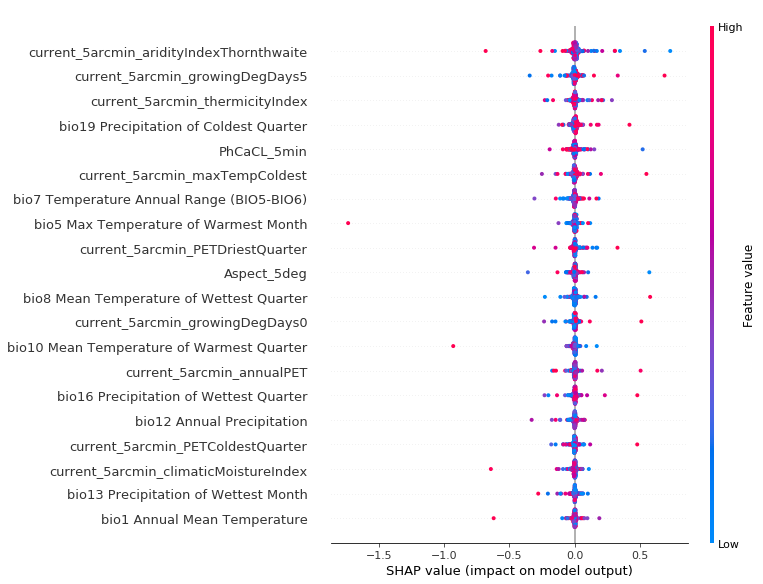 High
current_5arcmin_aridityIndexThornthwaite
current_5arcmin_growingDegDays5
current_5arcmin_thermicityIndex
bio19 Precipitation of Coldest Quarter
PhCaCL_5min
current_5arcmin_maxTempColdest
bio7 Temperature Annual Range (BIO5-BIO6)
bio5 Max Temperature of Warmest Month
current_5arcmin_PETDriestQuarter
Aspect_5deg
bio8 Mean Temperature of Wettest Quarter
current_5arcmin_growingDegDays0
bio10 Mean Temperature of Warmest Quarter
current_5arcmin_annualPET
bio16 Precipitation of Wettest Quarter
bio12 Annual Precipitation
current_5arcmin_PETColdestQuarter
current_5arcmin_climaticMoistureIndex
bio13 Precipitation of Wettest Month
bio1 Annual Mean Temperature
Feature value
Low
−1.5 −1.0 −0.5 0.0 0.5
SHAP value (impact on model output)